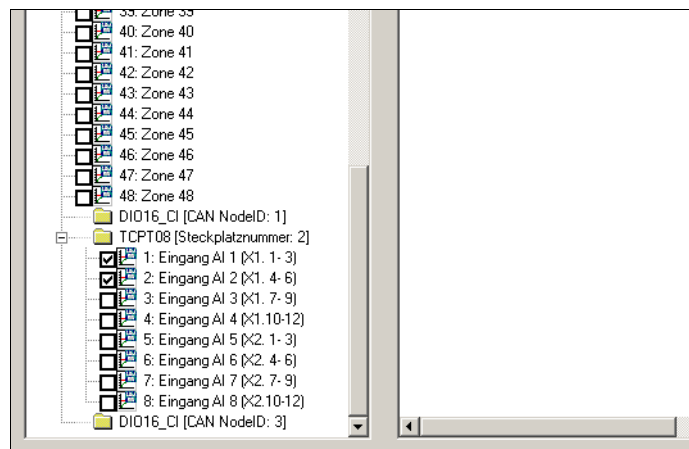 39: Zone 39
40: Zone 40
41: Zone 41
42: Zone 42
43: Zone 43
44: Zone 44
45: Zone 45
46: Zone 46
47: Zone 47
48: Zone 48
DIO16_CI [CAN NodeID: 1]
TCPT08 [Steckplatznummer: 2]
1: Eingang AI 1 (X1. 1- 3)
2: Eingang AI 2 (X1. 4- 6)
3: Eingang AI 3 (X1. 7- 9)
4: Eingang AI 4 (X1.10-12)
5: Eingang AI 5 (X2. 1- 3)
6: Eingang AI 6 (X2. 4- 6)
7: Eingang AI 7 (X2. 7- 9)
8: Eingang AI 8 (X2.10-12)
DIO16_CI [CAN NodeID: 3]